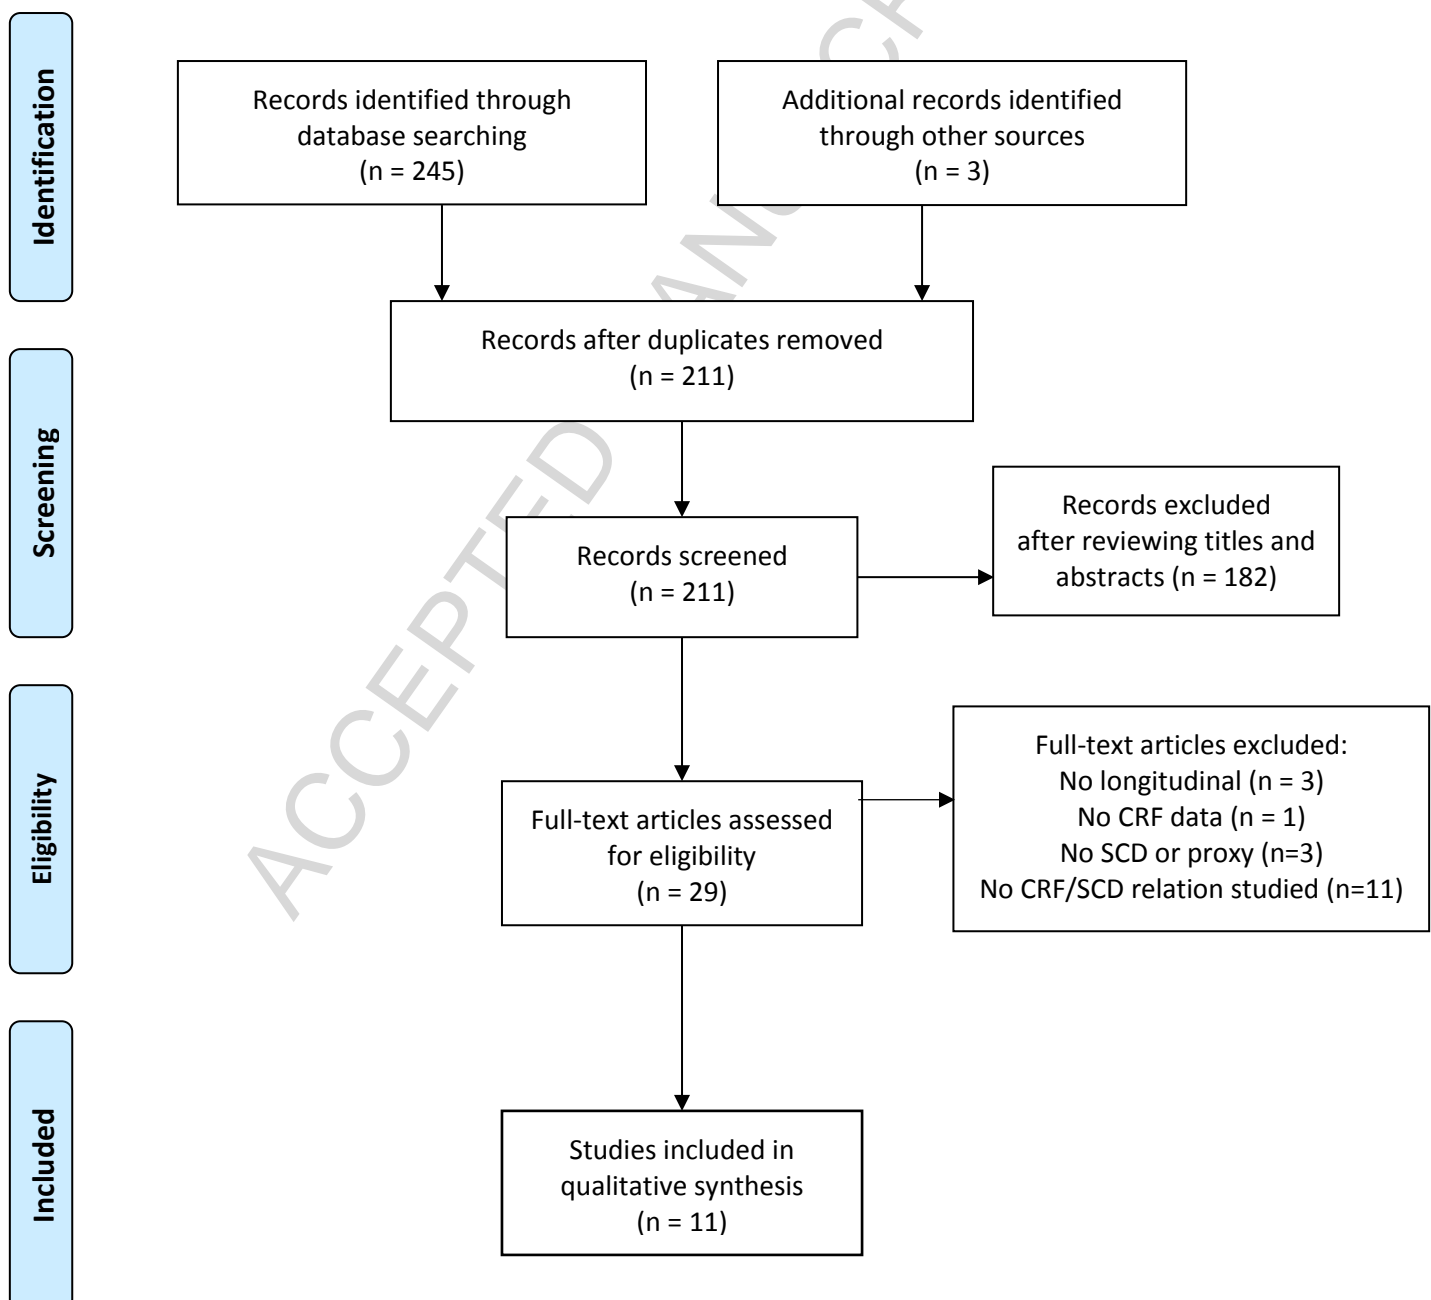 Identification
Records identified through
database searching
(n = 245)
Additional records identified
through other sources
(n = 3)
Records after duplicates removed
(n = 211)
Screening
Records screened
(n = 211)
Records excluded
after reviewing titles and
abstracts (n = 182)
Eligibility
Full-text articles assessed
for eligibility
(n = 29)
Full-text articles excluded:
No longitudinal (n = 3)
No CRF data (n = 1)
No SCD or proxy (n=3)
No CRF/SCD relation studied (n=11)
Included
Studies included in
qualitative synthesis
(n = 11)
ACCEPTED